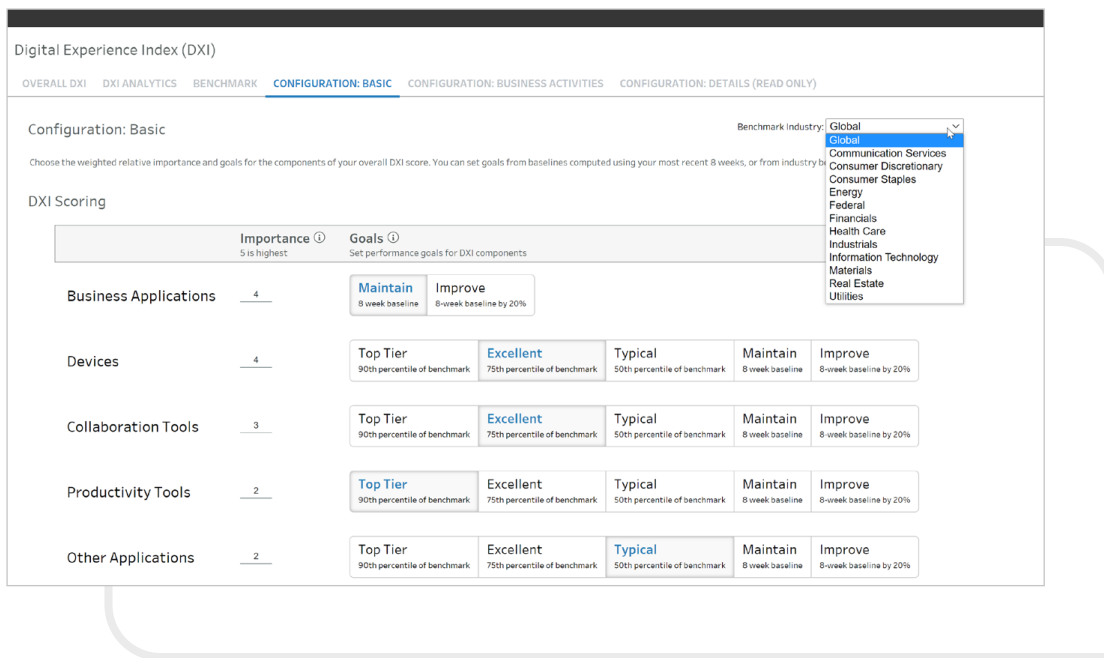 Digital Experience Index (DXI)
OVERALL DXI DXI ANALYTICS BENCHMARK CONFIGURATION: BASIC CONFIGURATION: BUSINESS ACTIVITIES CONFIGURATION: DETAILS (READ ONLY)
Configuration: Basic
Benchmark Industry: Global
Choose the weighted relative importance and goals for the components of your overall DXI score. You can set goals from baselines computed using your most recent 8 weeks, or from industry
Global
Communication Services
Consumer Discretionary
Consumer Staples
Energy
Federal
Financials
Health Care
Industrials
Information Technology
Materials
Real Estate
Utilities
DXI Scoring
Importance Goals
5 is highest Set performance goals for DXI components
Business Applications 4 Maintain Improve
8 week baseline 8-week baseline by 20%
Devices 4 Top Tier Excellent Typical Maintain Improve
90th percentile of benchmark 75th percentile of benchmark 50th percentile of benchmark 8 week baseline 8-week baseline by 20%
Collaboration Tools 3 Top Tier Excellent Typical Maintain Improve
90th percentile of benchmark 75th percentile of benchmark 50th percentile of benchmark 8 week baseline 8-week baseline by 20%
Productivity Tools 2 Top Tier Excellent Typical Maintain Improve
90th percentile of benchmark 75th percentile of benchmark 50th percentile of benchmark 8 week baseline 8-week baseline by 20%
Other Applications 2 Top Tier Excellent Typical Maintain Improve
90th percentile of benchmark 75th percentile of benchmark 50th percentile of benchmark 8 week baseline 8-week baseline by 20%